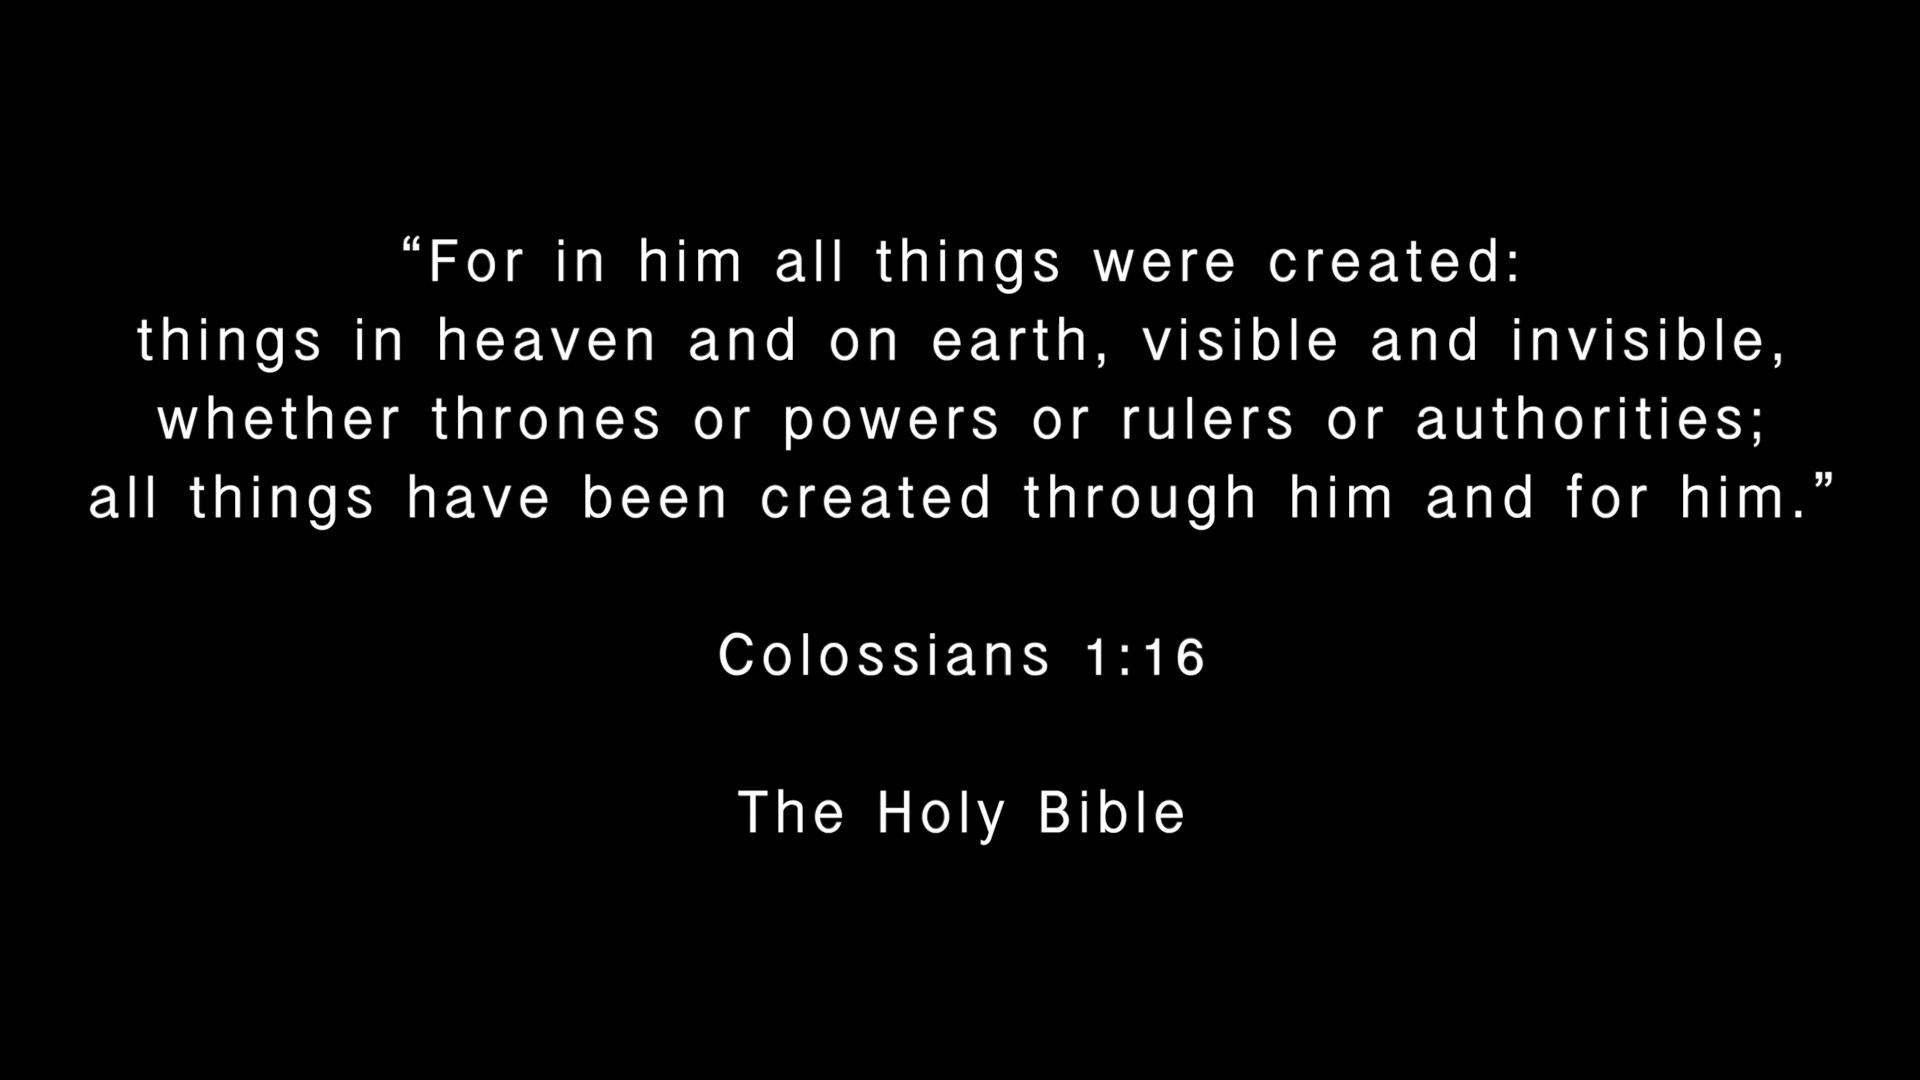 “For in him all things were created:
things in heaven and on earth, visible and invisible,
whether thrones or powers or rulers or authorities;
all things have been created through him and for him.”
Colossians 1:16
The Holy Bible